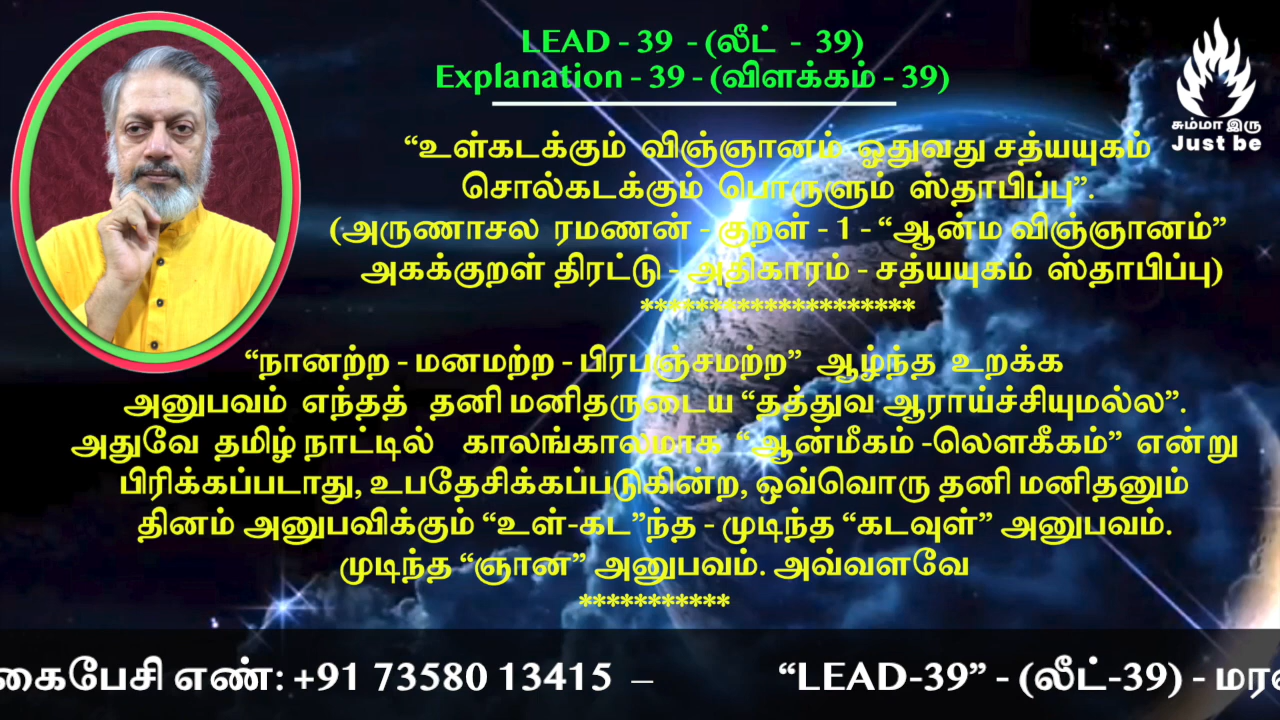 LEAD - 39 - (லீட் - 39)
Explanation - 39 - (விளக்கம் - 39)
சும்மா இரு
Just be
“உள்கடக்கும் விஞ்ஞானம் ஓதுவது சத்யயுகம்
சொல்கடக்கும் பொருளும் ஸ்தாபிப்பு”.
(அருணாசல ரமணன் - குறள் - 1 - “ஆன்ம விஞ்ஞானம்”
அகக்குறள் திரட்டு - அதிகாரம் - சத்யயுகம் ஸ்தாபிப்பு)
********************
“நானற்ற - மனமற்ற - பிரபஞ்சமற்ற” ஆழ்ந்த உறக்க
அனுபவம் எந்தத் தனி மனிதருடைய “தத்துவ ஆராய்ச்சியுமல்ல”.
அதுவே தமிழ் நாட்டில் காலங்காலமாக “ஆன்மீகம் -லௌகீகம்” என்று
பிரிக்கப்படாது, உபதேசிக்கப்படுகின்ற, ஒவ்வொரு தனி மனிதனும்
தினம் அனுபவிக்கும் “உள்-கட”ந்த - முடிந்த “கடவுள்” அனுபவம்.
முடிந்த “ஞான” அனுபவம். அவ்வளவே
***********
கைபேசி எண்: +91 73580 13415 – “LEAD-39” - (லீட்-39) -